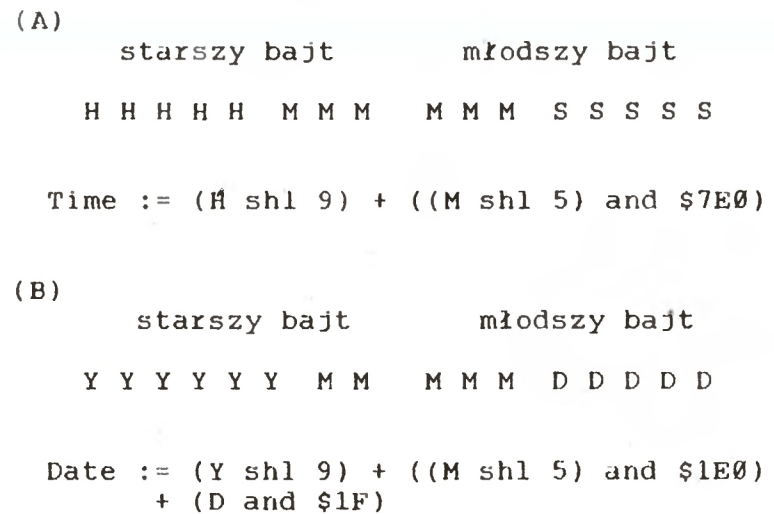 (A)
starszy bajt młodszy bajt
H H H H H M M M M M M S S S S S
Time := (H shl 9) + ((M shl 5) and $7E0)
(B)
starszy bajt młodszy bajt
Y Y Y Y Y Y M M M M M D D D D D
Date := (Y shl 9) + ((M shl 5) and $1E0)
+ (D and $1F)